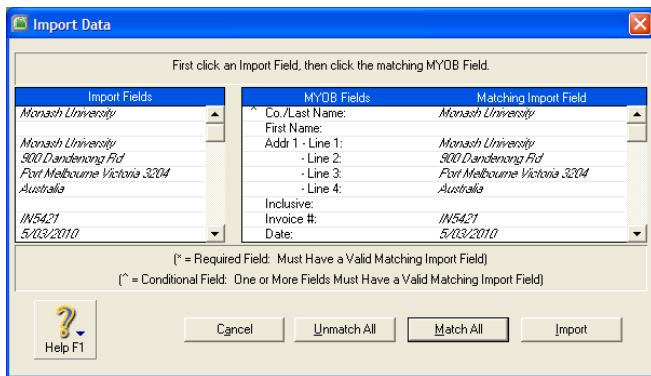 Import Data
First click an Import Field, then click the matching MYOB Field.
Import Fields
Monash University
Monash University
900 Dandenong Rd
Port Melbourne Victoria 3204
Australia
IN5421
5/03/2010
MYOB Fields Matching Import Field
^ Co./Last Name: Monash University
First Name:
Addr 1 - Line 1: Monash University
- Line 2: 900 Dandenong Rd
- Line 3: Port Melbourne Victoria 3204
- Line 4: Australia
Inclusive:
Invoice #: IN5421
Date: 5/03/2010
(* = Required Field: Must Have a Valid Matching Import Field)
(^ = Conditional Field: One or More Fields Must Have a Valid Matching Import Field)
Help F1
Cancel
Unmatch All
Match All
Import